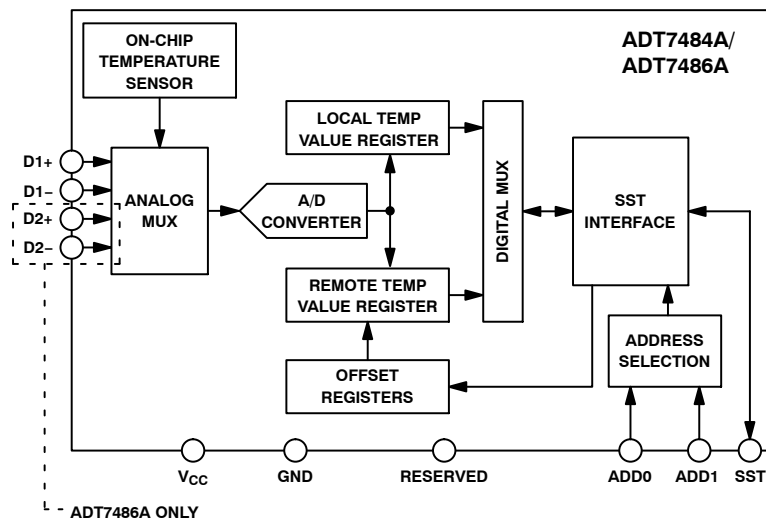 ON-CHIP
TEMPERATURE
SENSOR
ADT7484A/
ADT7486A
LOCAL TEMP
VALUE REGISTER
D1+
D1−
D2+
D2−
ANALOG
MUX
A/D
CONVERTER
DIGITAL MUX
SST
INTERFACE
REMOTE TEMP
VALUE REGISTER
ADDRESS
SELECTION
OFFSET
REGISTERS
VCC
GND
RESERVED
ADD0
ADD1
SST
ADT7486A ONLY